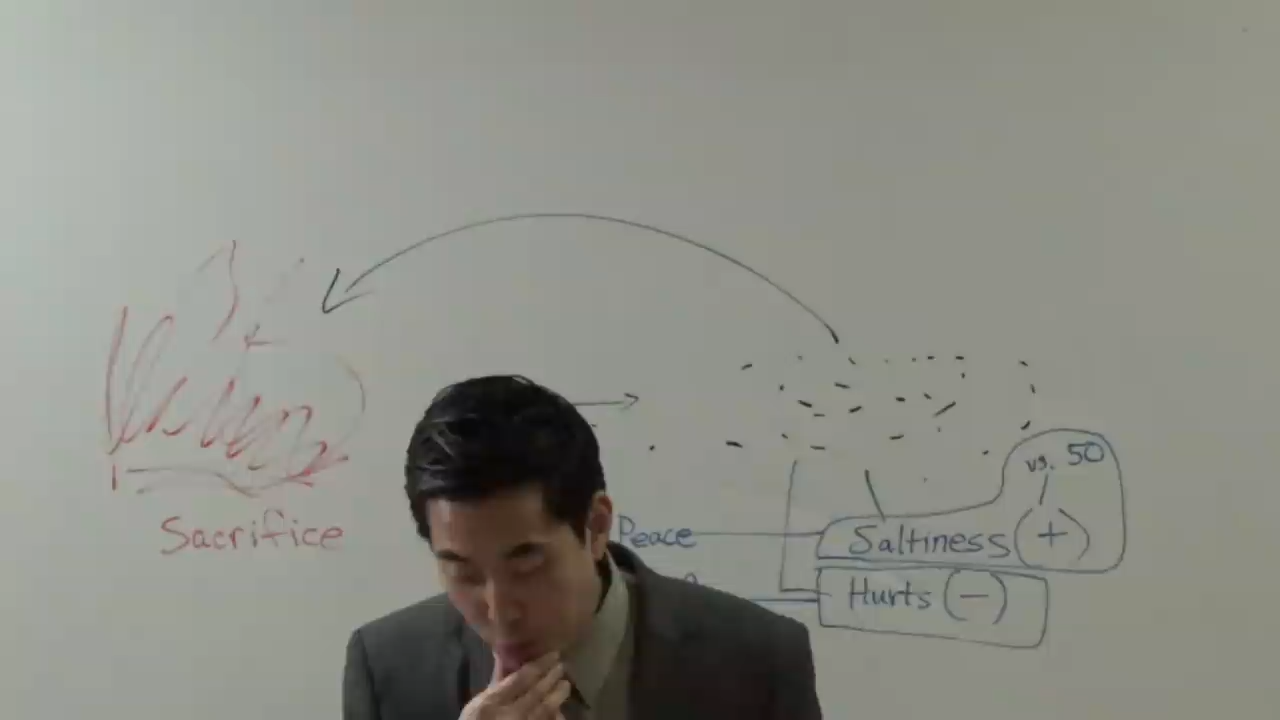 Sacrifice
Peace
vs. 50
Saltiness (+)
Hurts (−)